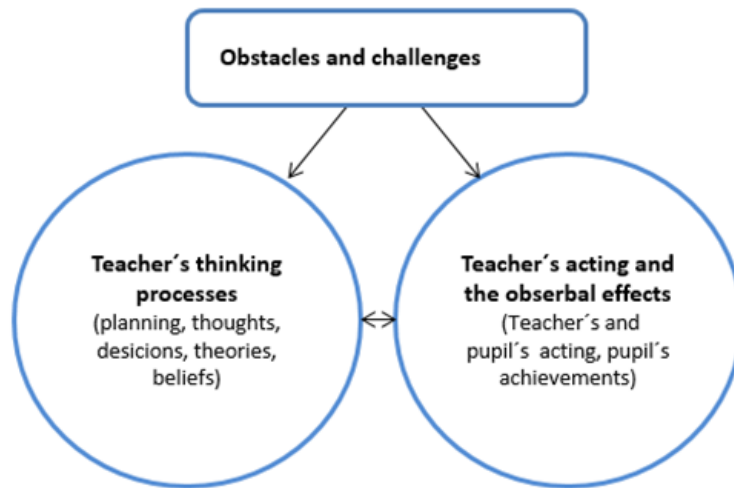 Obstacles and challenges
Teacher´s thinking
processes
(planning, thoughts,
desicions, theories,
beliefs)
Teacher´s acting and
the obserbal effects
(Teacher´s and
pupil´s  acting, pupil´s
achievements)